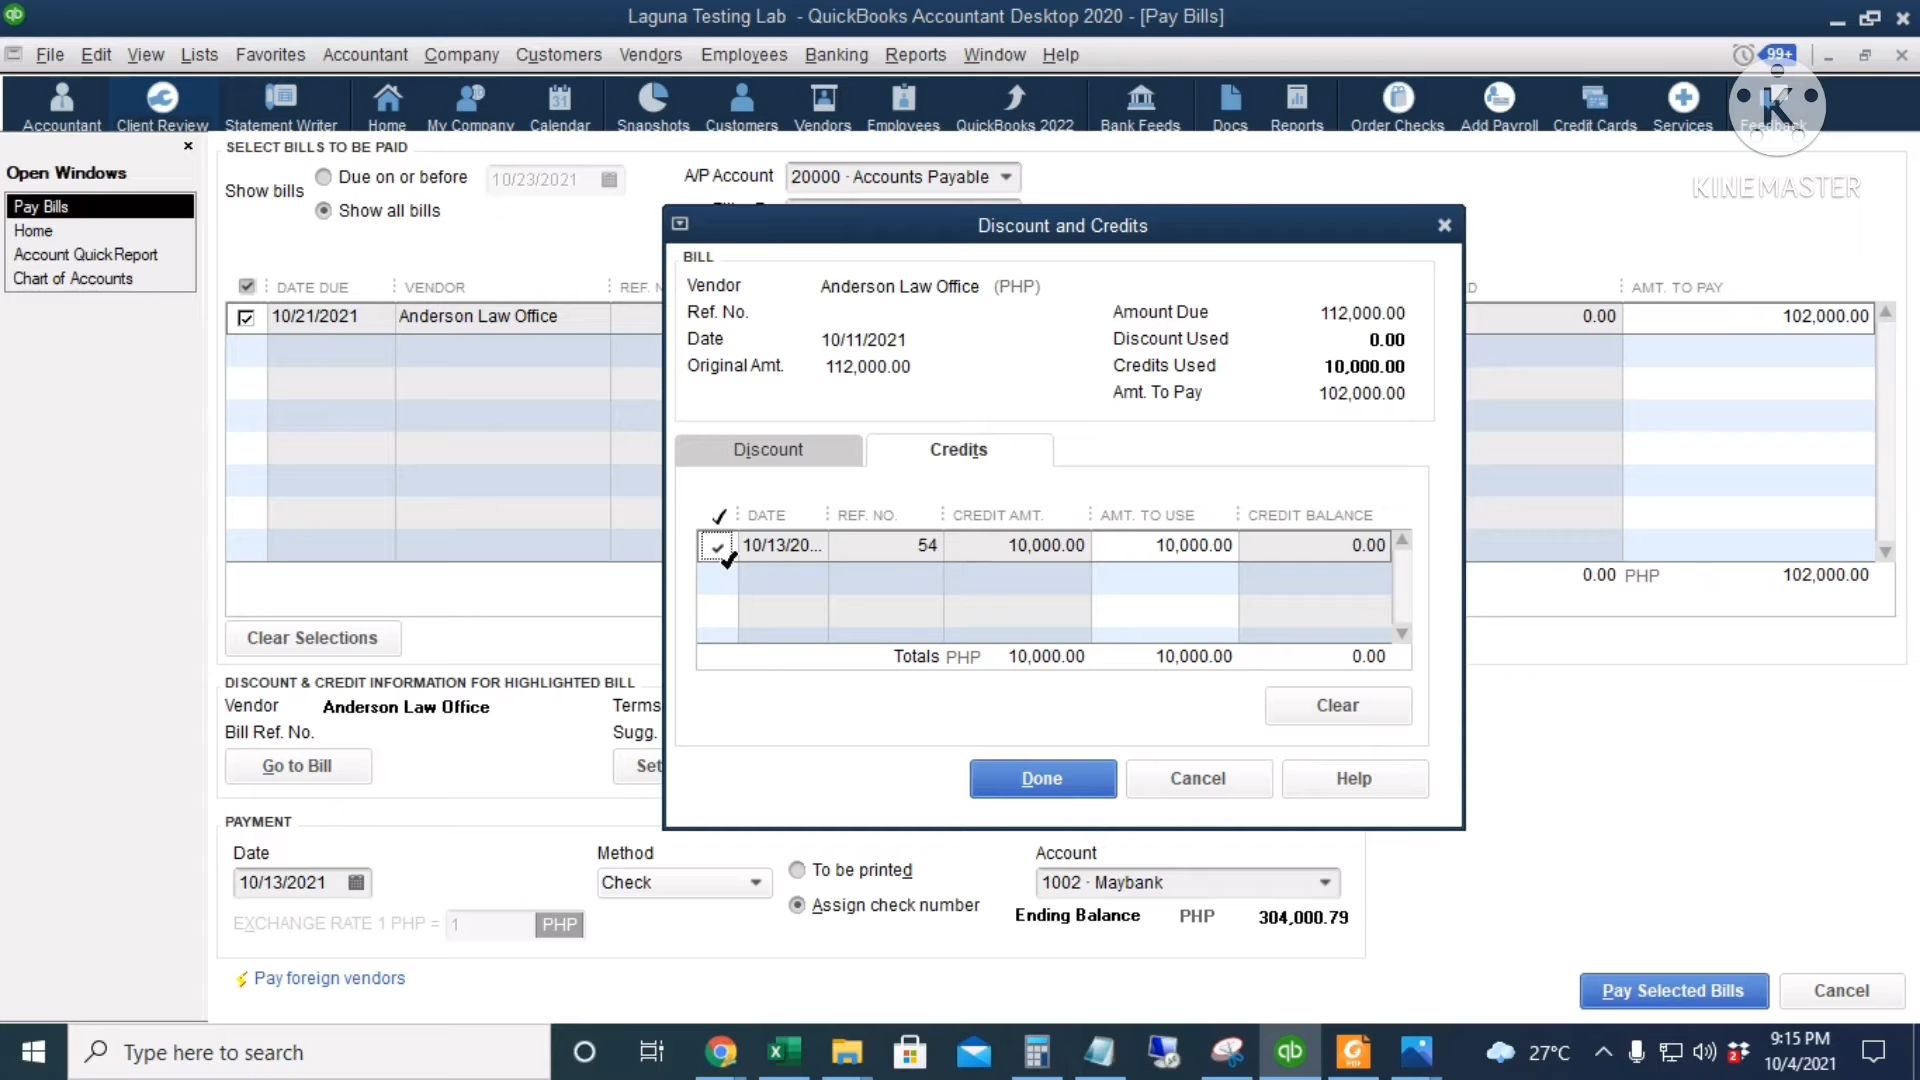 Laguna Testing Lab - QuickBooks Accountant Desktop 2020 - [Pay Bills]
File Edit View Lists Favorites Accountant Company Customers Vendors Employees Banking Reports Window Help
99+
Accountant Client Review Statement Writer Home My Company Calendar Snapshots Customers Vendors Employees QuickBooks 2022 Bank Feeds Docs Reports Order Checks Add Payroll Credit Cards Services Feedback
K
KINEMASTER
Open Windows
Pay Bills
Home
Account QuickReport
Chart of Accounts
SELECT BILLS TO BE PAID
Show bills
Due on or before 10/23/2021
Show all bills
A/P Account 20000 · Accounts Payable
DATE DUE VENDOR REF. N D AMT. TO PAY
10/21/2021 Anderson Law Office 0.00 102,000.00
0.00 PHP 102,000.00
Clear Selections
DISCOUNT & CREDIT INFORMATION FOR HIGHLIGHTED BILL
Vendor Anderson Law Office Terms
Bill Ref. No. Sugg.
Go to Bill Set
Discount and Credits
BILL
Vendor Anderson Law Office (PHP)
Ref. No. Amount Due 112,000.00
Date 10/11/2021 Discount Used 0.00
Original Amt. 112,000.00 Credits Used 10,000.00
Amt. To Pay 102,000.00
Discount Credits
DATE REF. NO. CREDIT AMT. AMT. TO USE CREDIT BALANCE
10/13/20... 54 10,000.00 10,000.00 0.00
Totals PHP 10,000.00 10,000.00 0.00
Clear
Done Cancel Help
PAYMENT
Date Method Account
10/13/2021 Check To be printed 1002 · Maybank
Assign check number
Ending Balance PHP 304,000.79
EXCHANGE RATE 1 PHP = 1 PHP
Pay foreign vendors
Pay Selected Bills Cancel
Type here to search
27°C
9:15 PM
10/4/2021